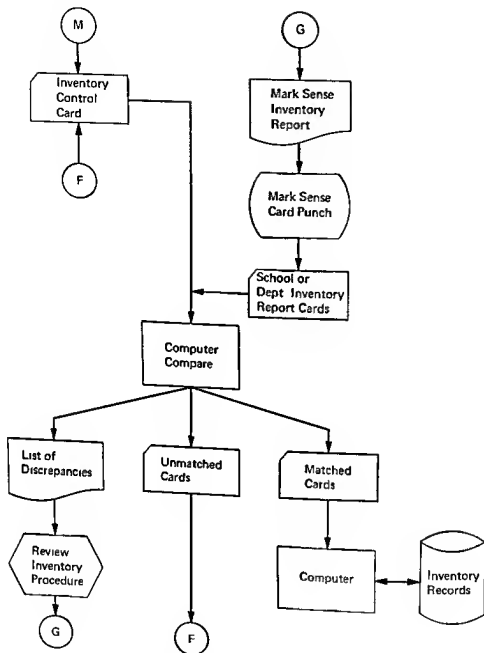 M
G
Inventory
Control
Card
Mark Sense
Inventory
Report
F
Mark Sense
Card Punch
School or
Dept Inventory
Report Cards
Computer
Compare
List of
Discrepancies
Unmatched
Cards
Matched
Cards
Review
Inventory
Procedure
Computer
Inventory
Records
G
F